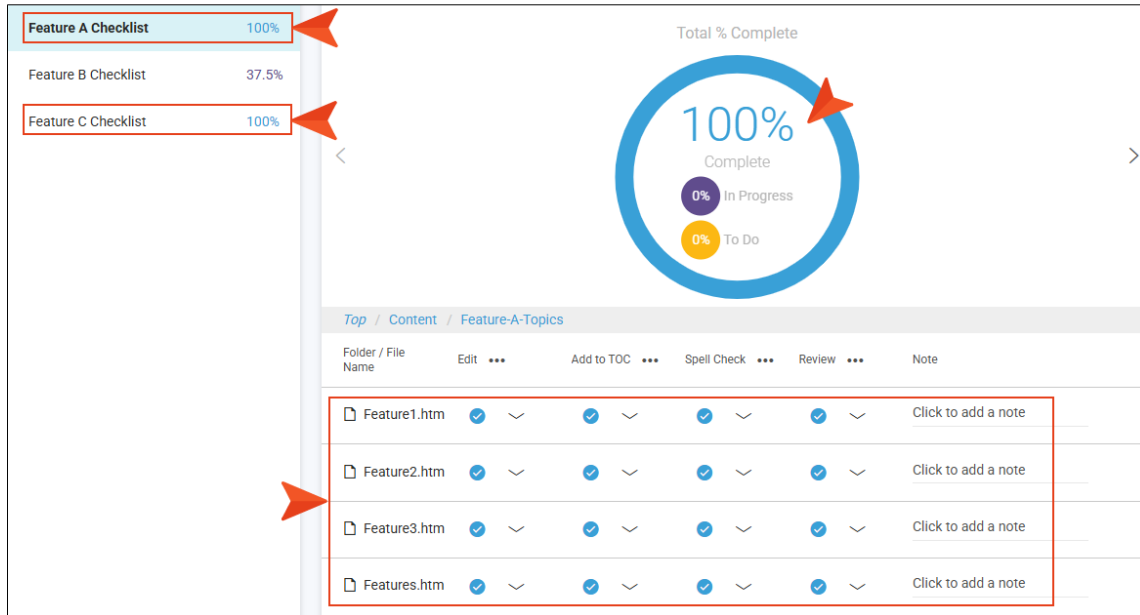 Feature A Checklist 100%
Feature B Checklist 37.5%
Feature C Checklist 100%
Total % Complete
100%
Complete
0% In Progress
0% To Do
Top / Content / Feature-A-Topics
Folder / File
Name
Edit ••• Add to TOC ••• Spell Check ••• Review ••• Note
Feature1.htm Click to add a note
Feature2.htm Click to add a note
Feature3.htm Click to add a note
Features.htm Click to add a note